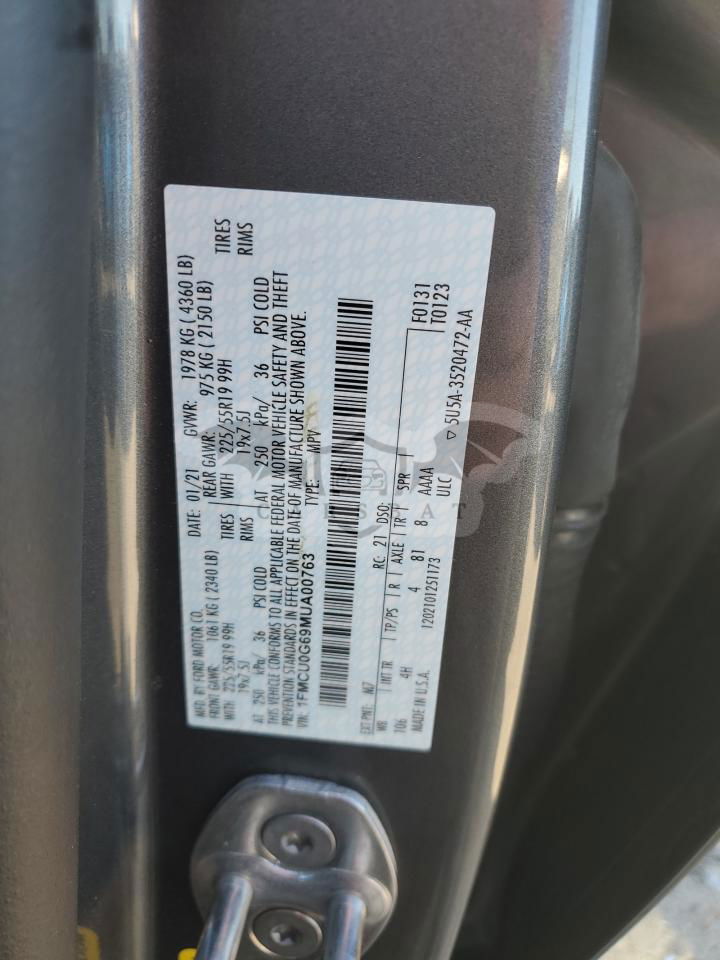 MFD. BY FORD MOTOR CO.
DATE: 01/21 GVWR: 1978 KG ( 4360 LB)
FRONT GAWR: 1061 KG ( 2340 LB) REAR GAWR: 975 KG ( 2150 LB)
WITH 225/55R19 99H TIRES WITH 225/55R19 99H TIRES
19x7.5J RIMS 19x7.5J RIMS
AT 250 kPa/ 36 PSI COLD AT 250 kPa/ 36 PSI COLD
THIS VEHICLE CONFORMS TO ALL APPLICABLE FEDERAL MOTOR VEHICLE SAFETY AND THEFT
PREVENTION STANDARDS IN EFFECT ON THE DATE OF MANUFACTURE SHOWN ABOVE.
VIN: 1FMCU0G69MUA00763 TYPE: MPV
EXT PNT: M7 RC: 21 DSO:
WB INT TR TP/PS R AXLE TR SPR F0131
106 4H 4 81 8 AAAA T0123
MADE IN U.S.A. 1202101251173 ULC ▽ 5U5A-3520472-AA